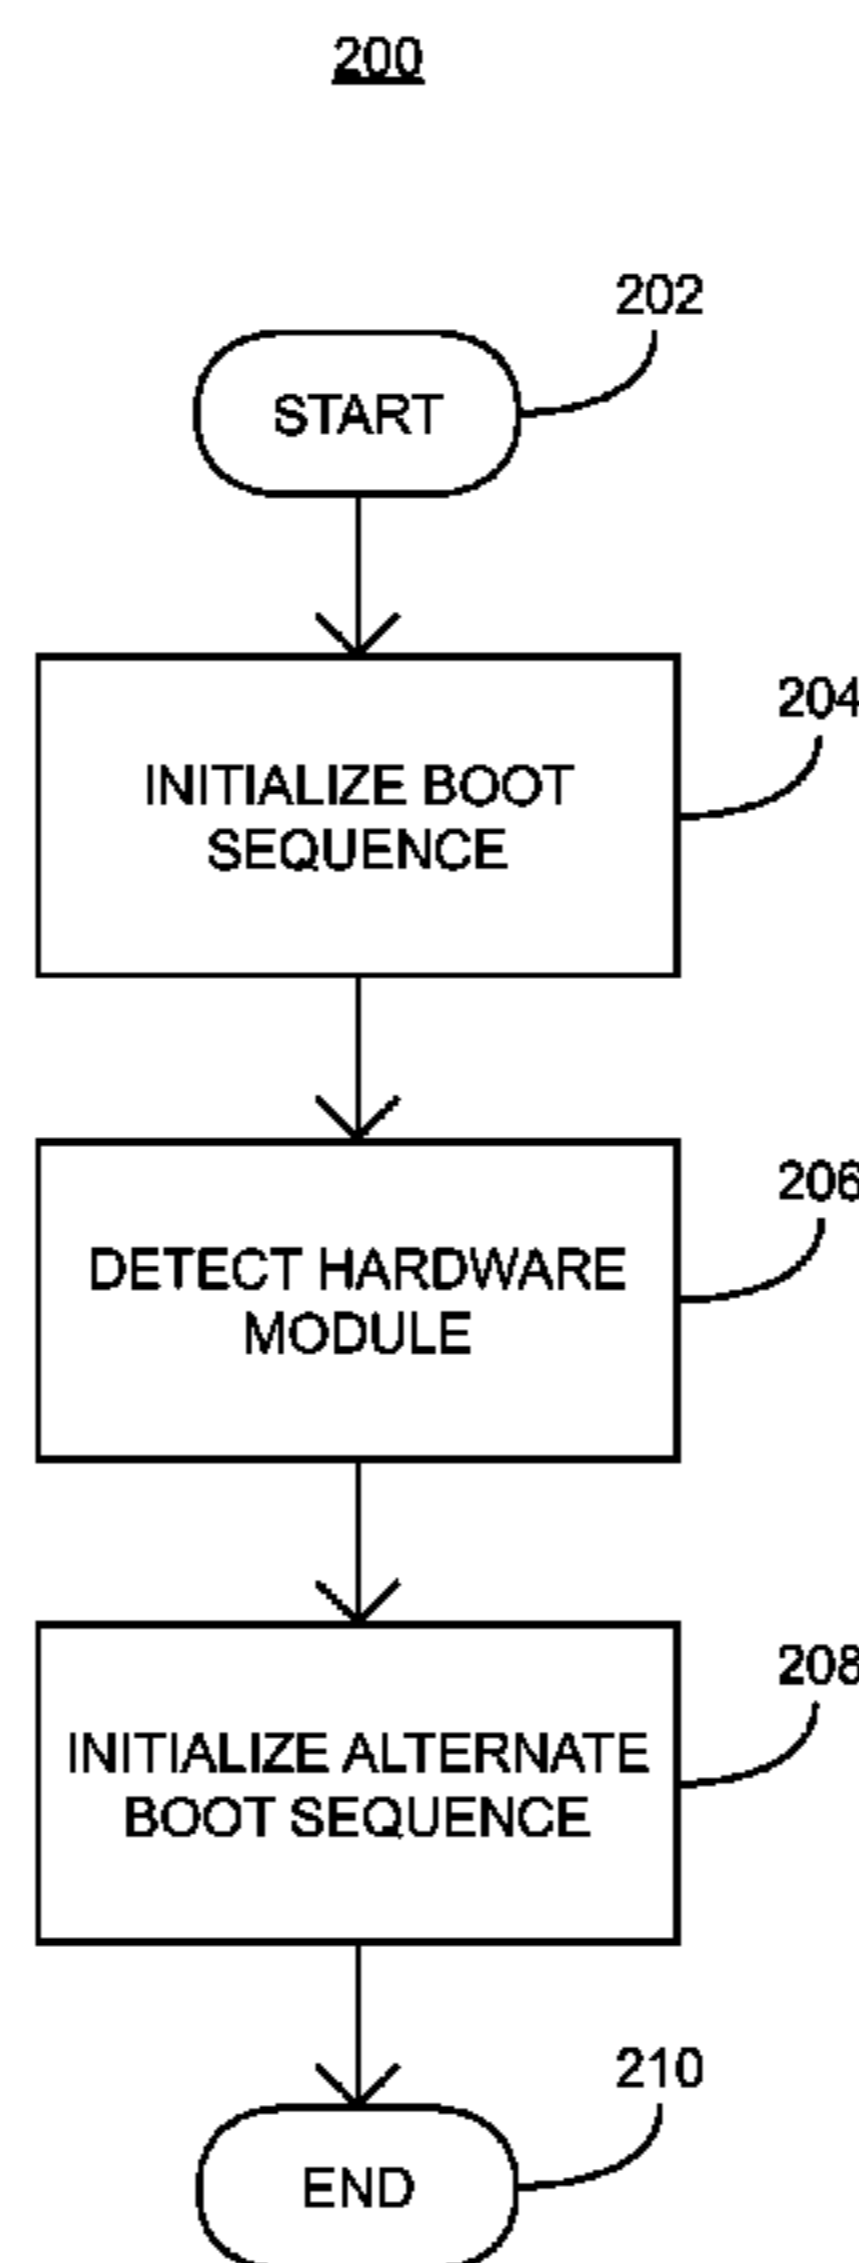 200
202
START
204
INITIALIZE BOOT
SEQUENCE
206
DETECT HARDWARE
MODULE
208
INITIALIZE ALTERNATE
BOOT SEQUENCE
210
END